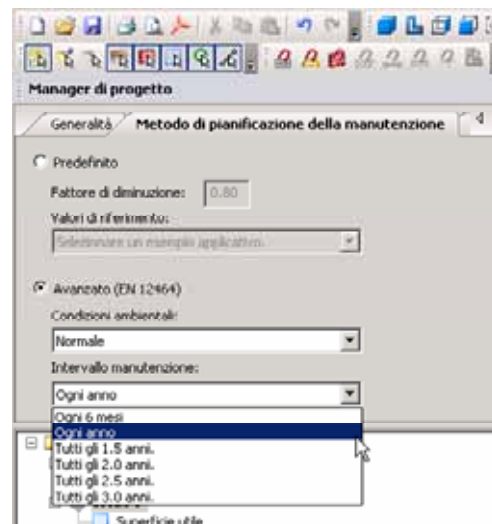 Manager di progetto
Generalità
Metodo di pianificazione della manutenzione
Predefinito
Fattore di diminuzione:
0.80
Valori di riferimento:
Selezionare un esempio applicativo.
Avanzato (EN 12464)
Condizioni ambientali:
Normale
Intervallo manutenzione:
Ogni anno
Ogni 6 mesi
Ogni anno
Tutti gli 1.5 anni.
Tutti gli 2.0 anni.
Tutti gli 2.5 anni.
Tutti gli 3.0 anni.
Superficie utile